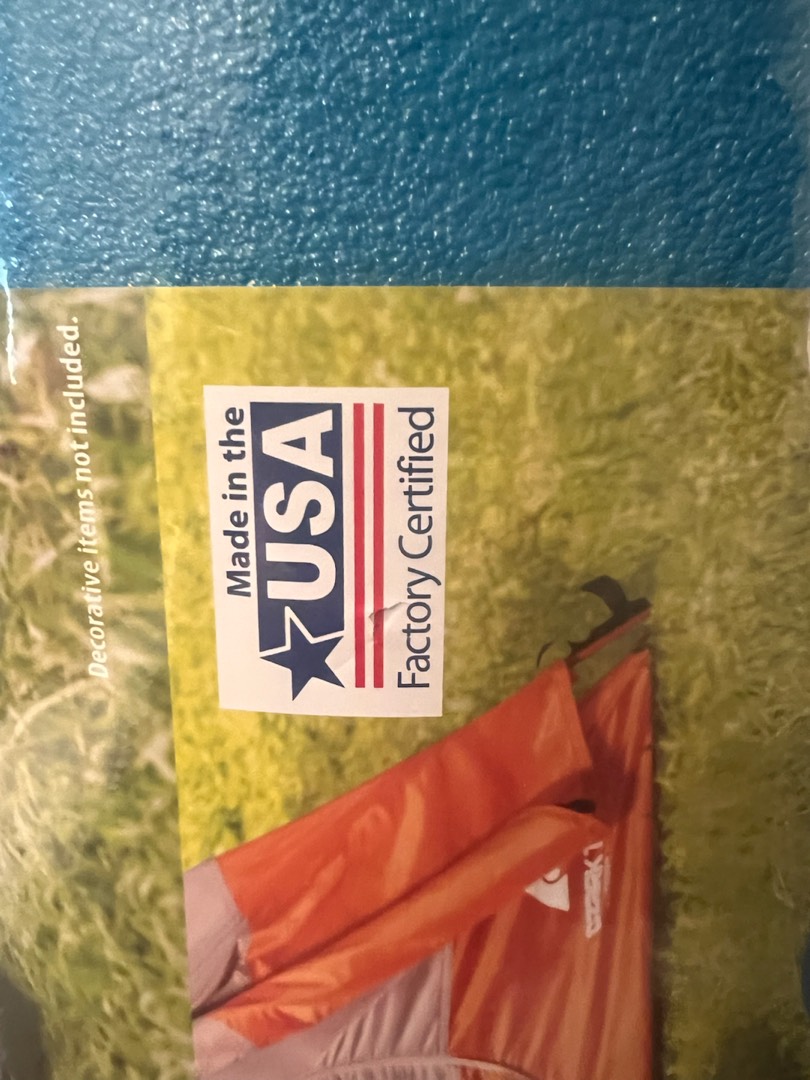 Decorative items not included.
Made in the
USA
Factory Certified